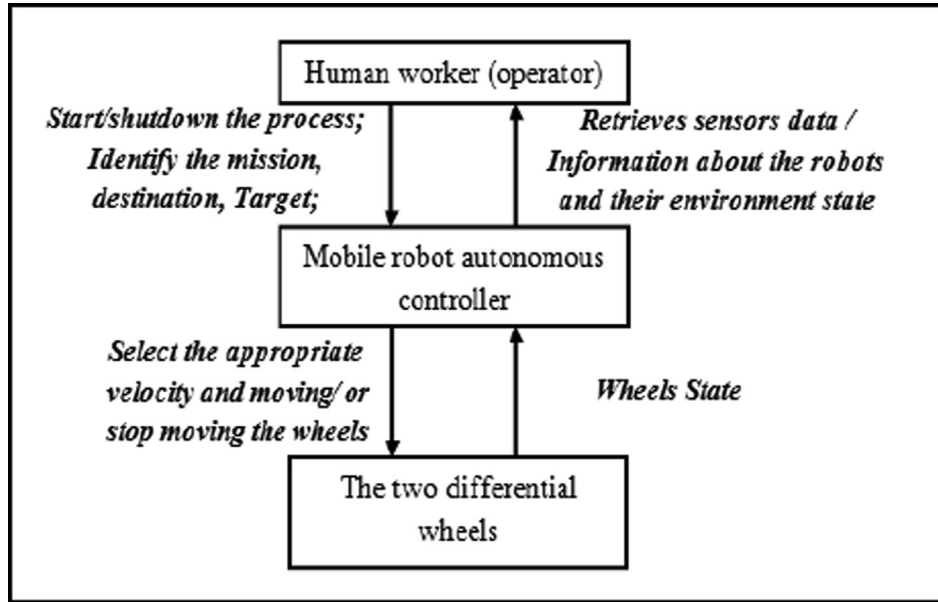 Human worker (operator)
Start/shutdown the process;
Identify the mission,
destination, Target;
Retrieves sensors data /
Information about the robots
and their environment state
Mobile robot autonomous
controller
Select the appropriate
velocity and moving/ or
stop moving the wheels
Wheels State
The two differential
wheels